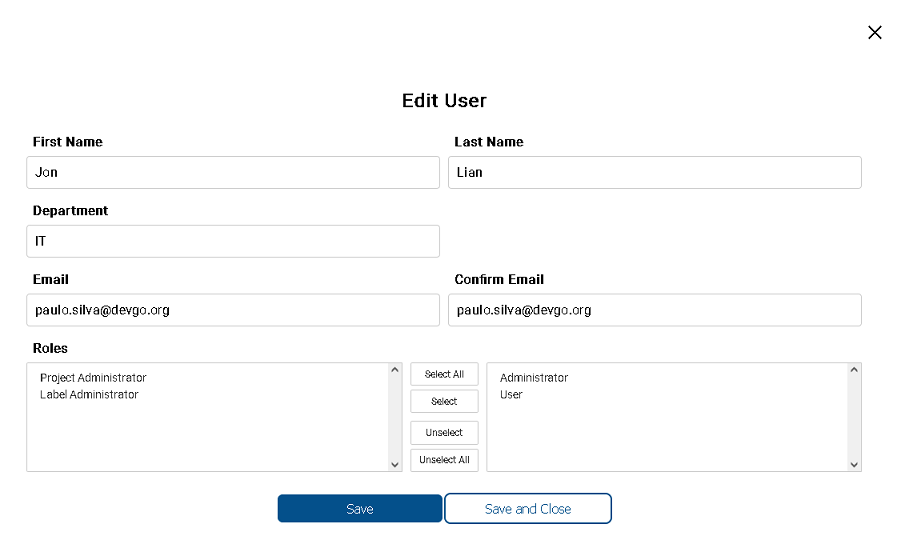 Edit User
First Name
Last Name
Jon
Lian
Department
IT
Email
Confirm Email
paulo.silva@devgo.org
paulo.silva@devgo.org
Roles
Project Administrator
Label Administrator
Select All
Select
Unselect
Unselect All
Administrator
User
Save
Save and Close